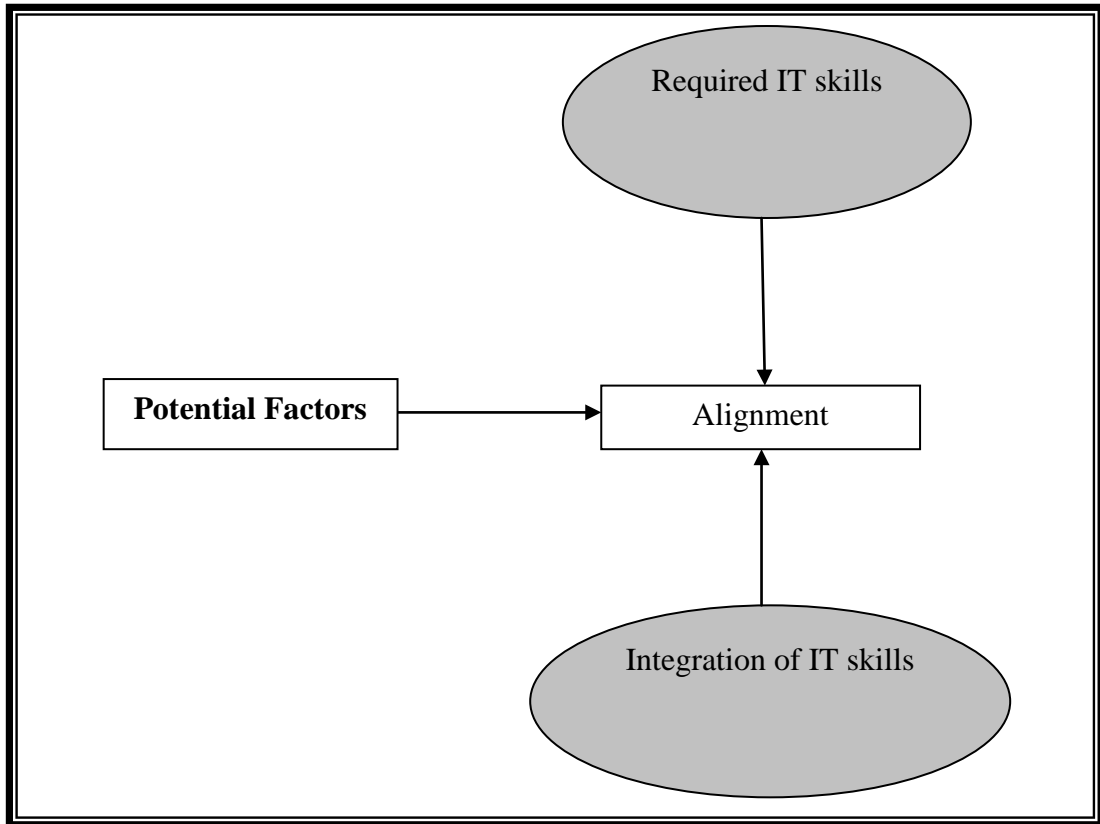 Required IT skills
Potential Factors
Alignment
Integration of IT skills